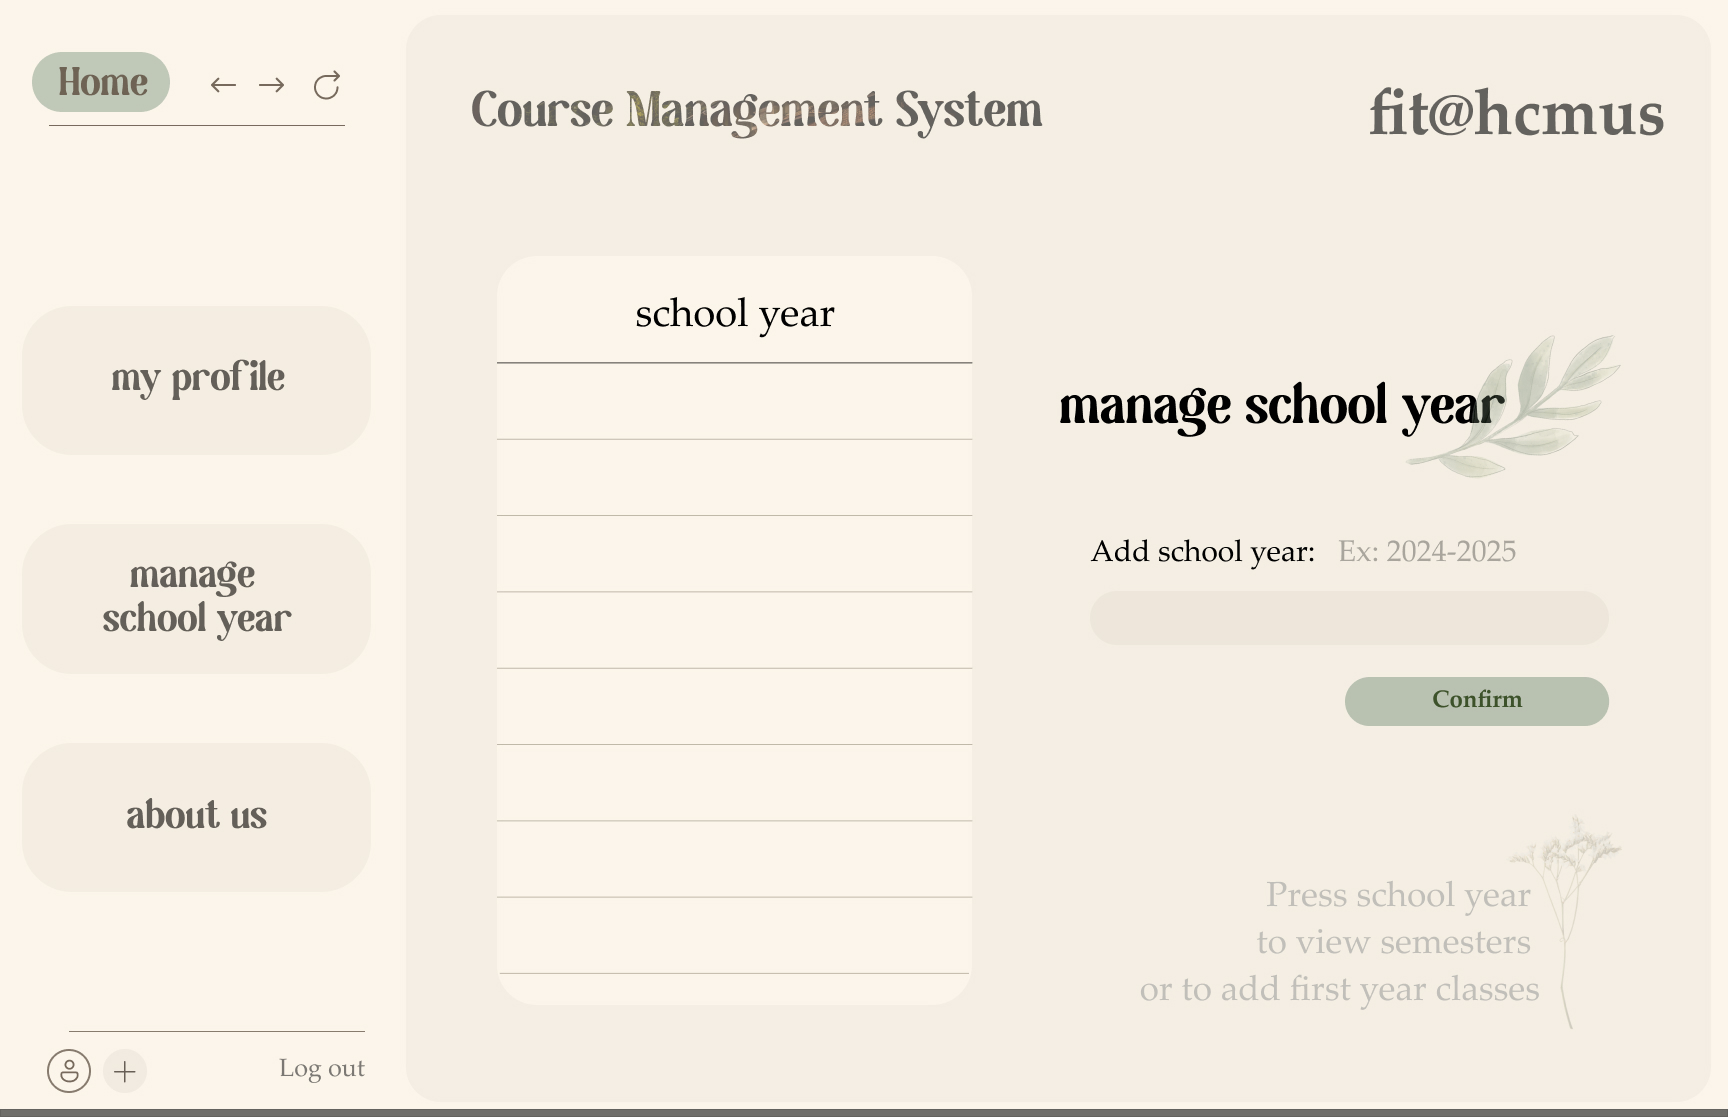 Home
Course Management System
fit@hcmus
my profile
manage
school year
about us
Log out
school year
manage school year
Add school year: Ex: 2024-2025
Confirm
Press school year
to view semesters
or to add first year classes